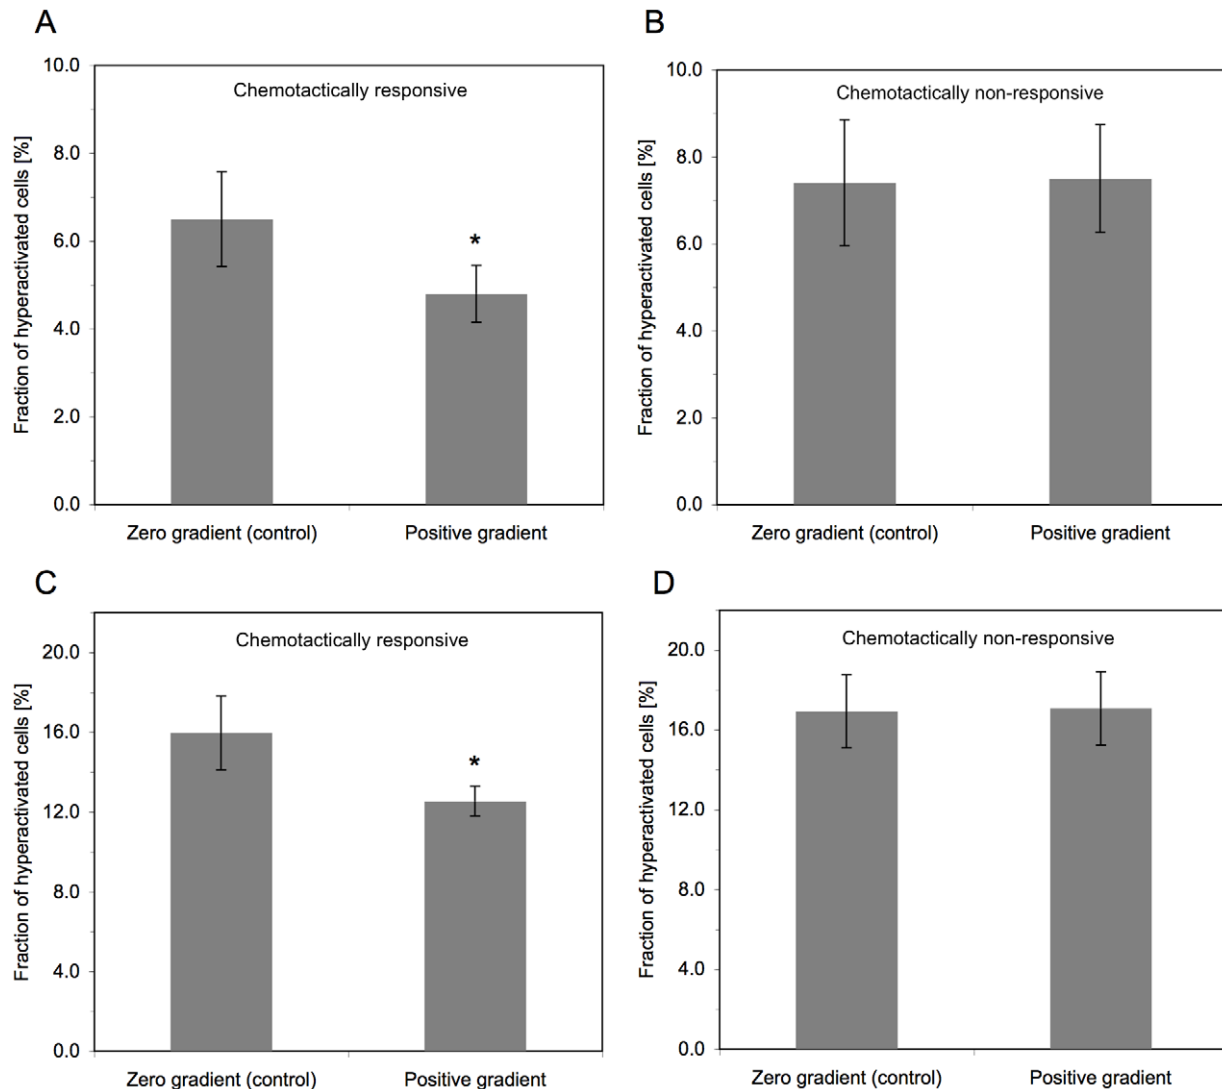 A
Fraction of hyperactivated cells [%]
10.0
8.0
6.0
4.0
2.0
0.0
Chemotactically responsive
*
Zero gradient (control)
Positive gradient
B
Fraction of hyperactivated cells [%]
10.0
8.0
6.0
4.0
2.0
0.0
Chemotactically non-responsive
Zero gradient (control)
Positive gradient
C
Fraction of hyperactivated cells [%]
20.0
16.0
12.0
8.0
4.0
0.0
Chemotactically responsive
*
Zero gradient (control)
Positive gradient
D
Fraction of hyperactivated cells [%]
20.0
16.0
12.0
8.0
4.0
0.0
Chemotactically non-responsive
Zero gradient (control)
Positive gradient